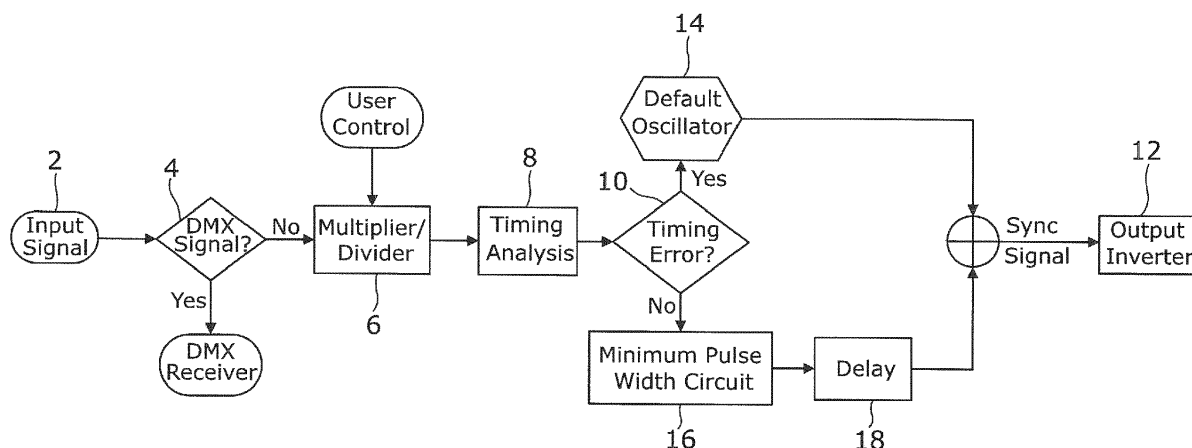 14
User
Control
Default
Oscillator
2
4
8
10
Yes
12
Input
Signal
DMX
Signal?
No
Multiplier/
Divider
Timing
Analysis
Timing
Error?
Sync
Signal
Output
Inverter
Yes
6
No
DMX
Receiver
Minimum Pulse
Width Circuit
Delay
16
18